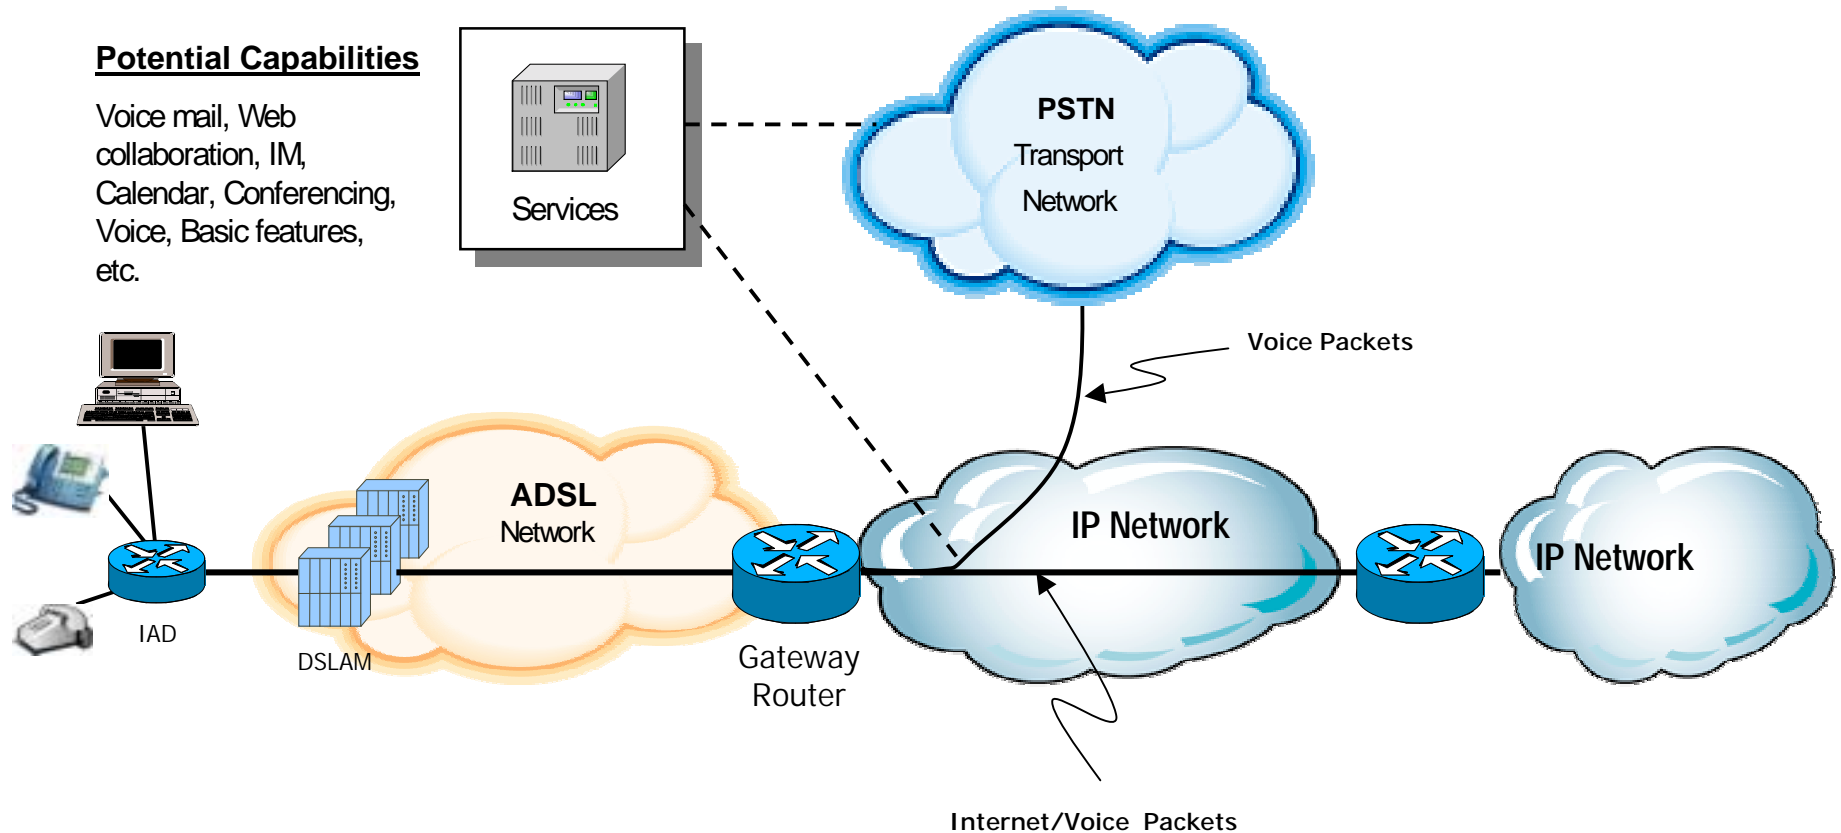 Potential Capabilities
Voice mail, Web
collaboration, IM,
Calendar, Conferencing,
Voice, Basic features,
etc.
Services
PSTN
Transport
Network
Voice Packets
ADSL
Network
IP Network
IP Network
IAD
DSLAM
Gateway
Router
Internet/Voice Packets